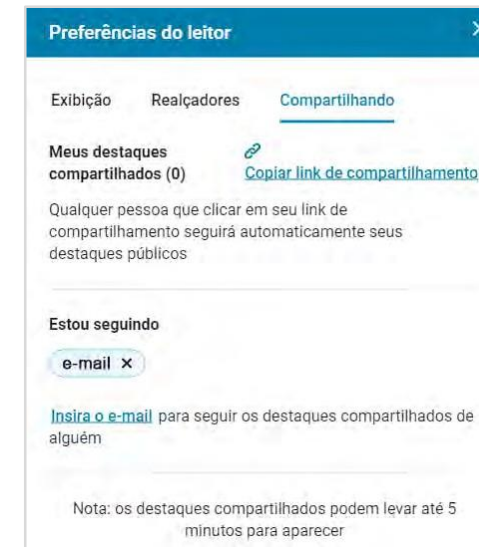 Preferências do leitor
Exibição Realçadores Compartilhando
Meus destaques
compartilhados (0) Copiar link de compartilhamento
Qualquer pessoa que clicar em seu link de
compartilhamento seguirá automaticamente seus
destaques públicos
Estou seguindo
e-mail ×
Insira o e-mail para seguir os destaques compartilhados de
alguém
Nota: os destaques compartilhados podem levar até 5
minutos para aparecer